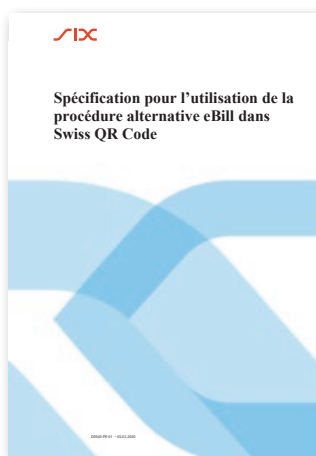 SIX
Spécification pour l’utilisation de la
procédure alternative eBill dans
Swiss QR Code